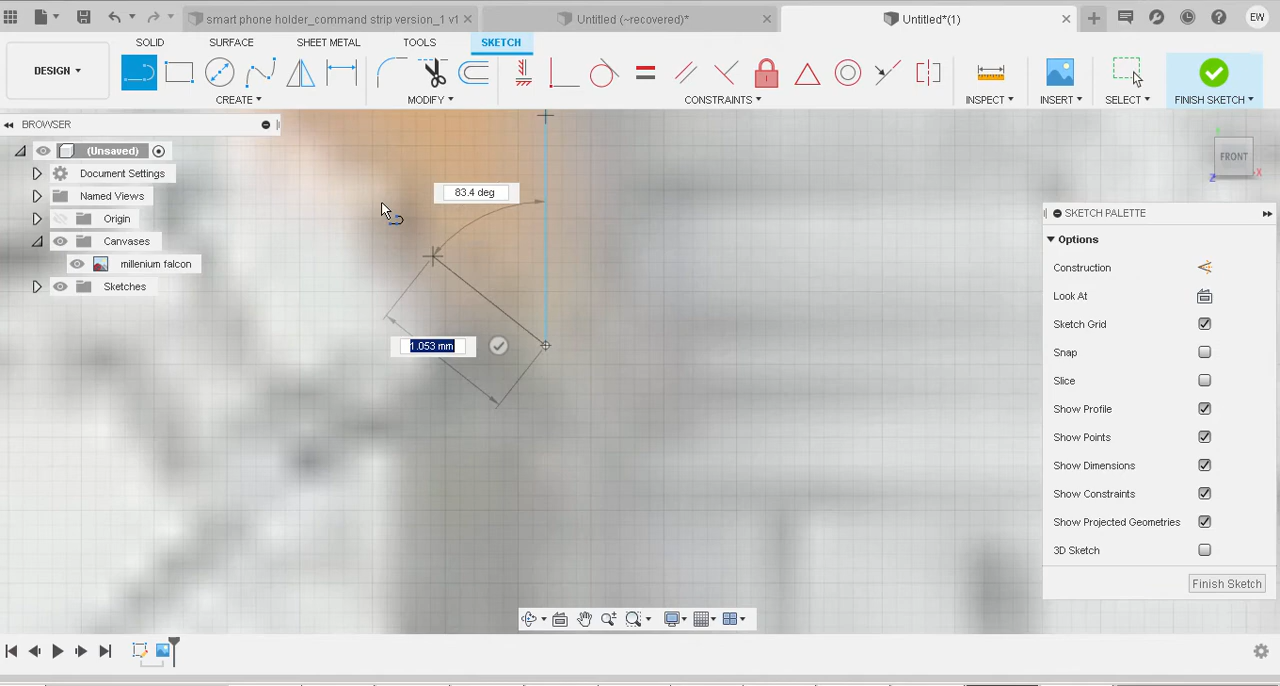 smart phone holder_command strip version_1 v1
Untitled (~recovered)*
Untitled*(1)
EW
DESIGN
SOLID
SURFACE
SHEET METAL
TOOLS
SKETCH
CREATE
MODIFY
CONSTRAINTS
INSPECT
INSERT
SELECT
FINISH SKETCH
BROWSER
(Unsaved)
Document Settings
Named Views
Origin
Canvases
millenium falcon
Sketches
83.4 deg
1.053 mm
FRONT
Z
X
SKETCH PALETTE
Options
Construction
Look At
Sketch Grid
Snap
Slice
Show Profile
Show Points
Show Dimensions
Show Constraints
Show Projected Geometries
3D Sketch
Finish Sketch